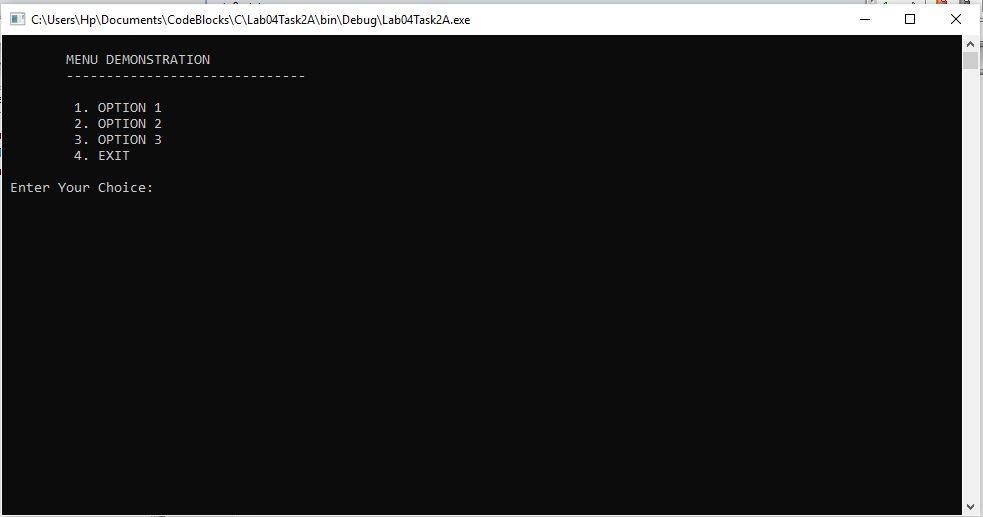 C:\Users\Hp\Documents\CodeBlocks\C\Lab04Task2A\bin\Debug\Lab04Task2A.exe
MENU DEMONSTRATION
------------------------------
1. OPTION 1
2. OPTION 2
3. OPTION 3
4. EXIT
Enter Your Choice: